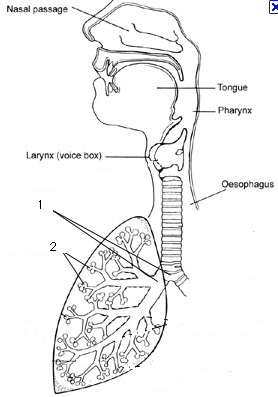 Nasal passage
Tongue
Pharynx
Larynx (voice box)
Oesophagus
1
2